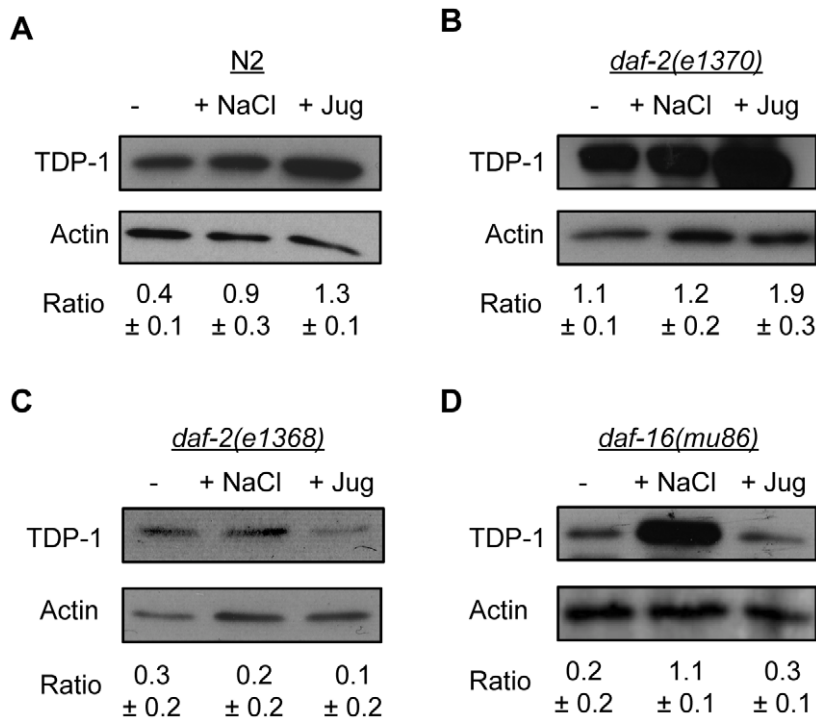 A
N2
- + NaCl + Jug
TDP-1
Actin
Ratio 0.4 0.9 1.3
± 0.1 ± 0.3 ± 0.1
B
daf-2(e1370)
- + NaCl + Jug
TDP-1
Actin
Ratio 1.1 1.2 1.9
± 0.1 ± 0.2 ± 0.3
C
daf-2(e1368)
- + NaCl + Jug
TDP-1
Actin
Ratio 0.3 0.2 0.1
± 0.2 ± 0.2 ± 0.2
D
daf-16(mu86)
- + NaCl + Jug
TDP-1
Actin
Ratio 0.2 1.1 0.3
± 0.2 ± 0.1 ± 0.1